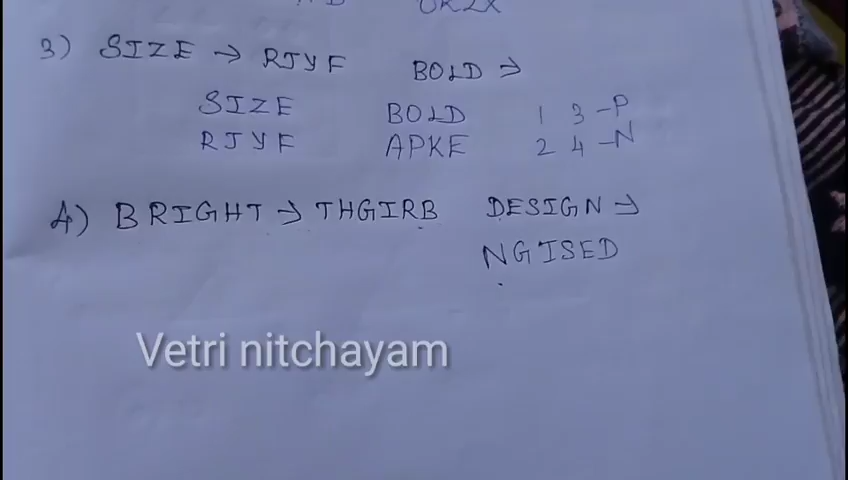 3) SIZE → RJYF BOLD →
SIZE BOLD 1 3 -P
RJYF APKE 2 4 -N
4) BRIGHT → THGIRB DESIGN →
NGISED
Vetri nitchayam